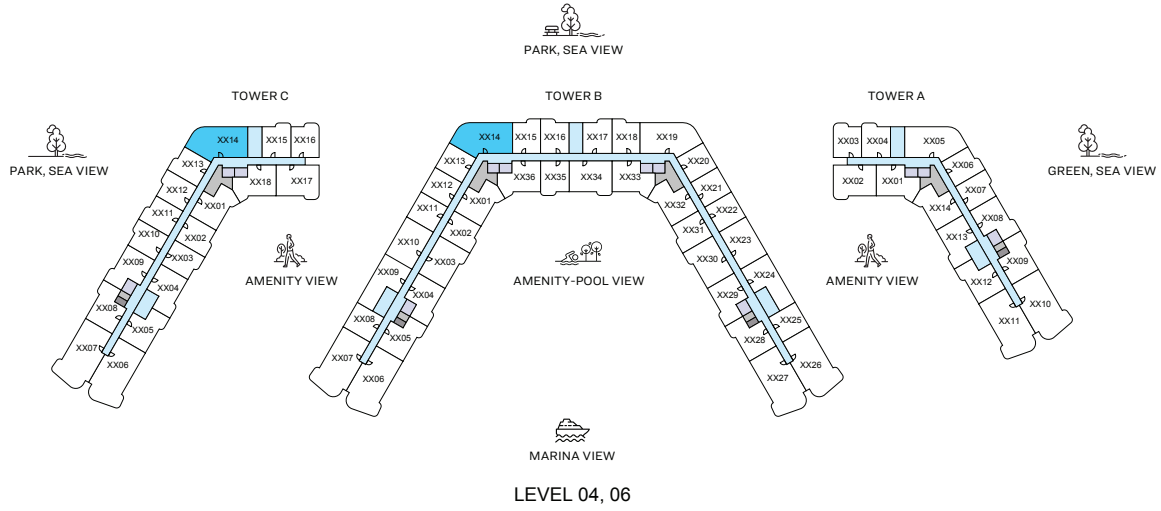 PARK, SEA VIEW
TOWER C
TOWER B
TOWER A
PARK, SEA VIEW
GREEN, SEA VIEW
XX14
XX15
XX16
XX13
XX18
XX17
XX12
XX01
XX11
XX02
XX10
XX03
XX09
XX04
XX08
XX05
XX07
XX06
XX14
XX15
XX16
XX17
XX18
XX19
XX13
XX36
XX35
XX34
XX33
XX20
XX12
XX01
XX32
XX21
XX11
XX02
XX31
XX22
XX10
XX03
XX30
XX23
XX09
XX04
XX29
XX24
XX08
XX05
XX28
XX25
XX07
XX06
XX27
XX26
XX03
XX04
XX05
XX02
XX01
XX06
XX14
XX07
XX13
XX08
XX12
XX09
XX11
XX10
AMENITY VIEW
AMENITY-POOL VIEW
AMENITY VIEW
MARINA VIEW
LEVEL 04, 06